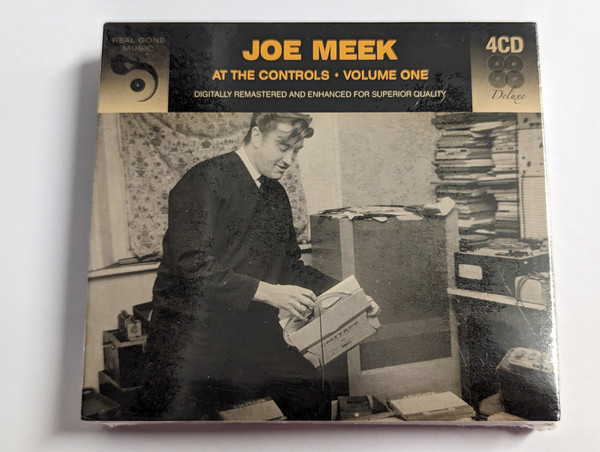 REAL GONE
MUSIC
JOE MEEK
AT THE CONTROLS • VOLUME ONE
DIGITALLY REMASTERED AND ENHANCED FOR SUPERIOR QUALITY
4CD
Deluxe